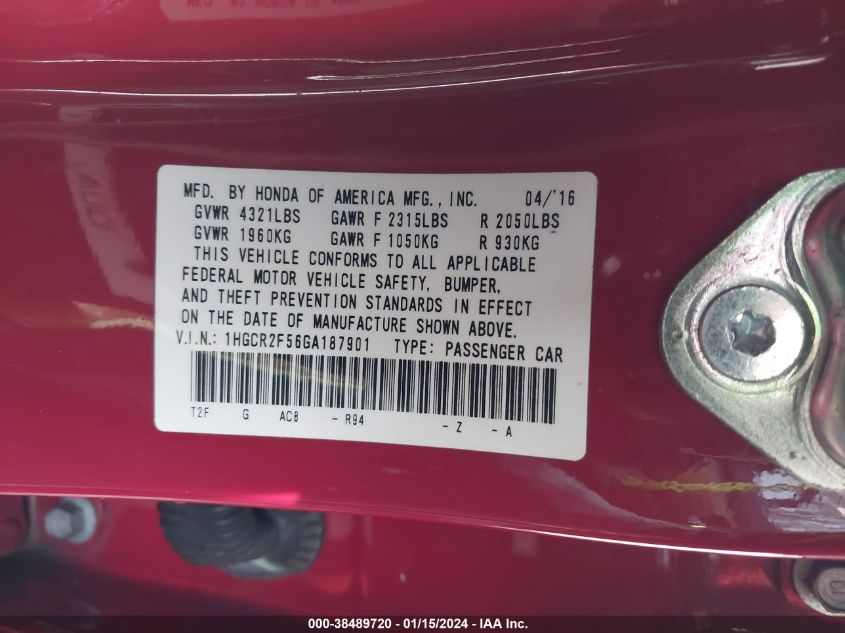 MFD. BY HONDA OF AMERICA MFG., INC. 04/'16
GVWR 4321LBS GAWR F 2315LBS R 2050LBS
GVWR 1960KG GAWR F 1050KG R 930KG
THIS VEHICLE CONFORMS TO ALL APPLICABLE
FEDERAL MOTOR VEHICLE SAFETY, BUMPER,
AND THEFT PREVENTION STANDARDS IN EFFECT
ON THE DATE OF MANUFACTURE SHOWN ABOVE.
V.I.N.: 1HGCR2F56GA187901 TYPE: PASSENGER CAR
T2F G AC8 - R94 - Z - A
000-38489720 - 01/15/2024 - IAA Inc.